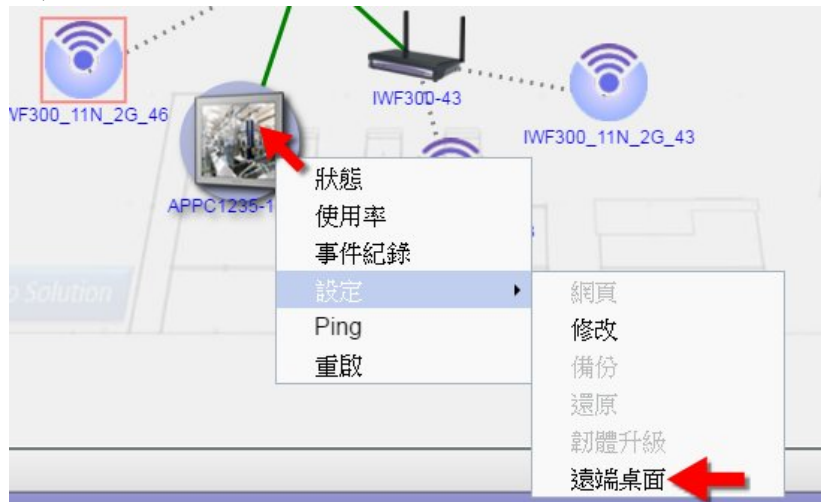 IWF300-43
VF300_11N_2G_46
IWF300_11N_2G_43
APPC1235-1
狀態
使用率
事件紀錄
設定
Ping
重啟
Solution
網頁
修改
備份
還原
韌體升級
遠端桌面